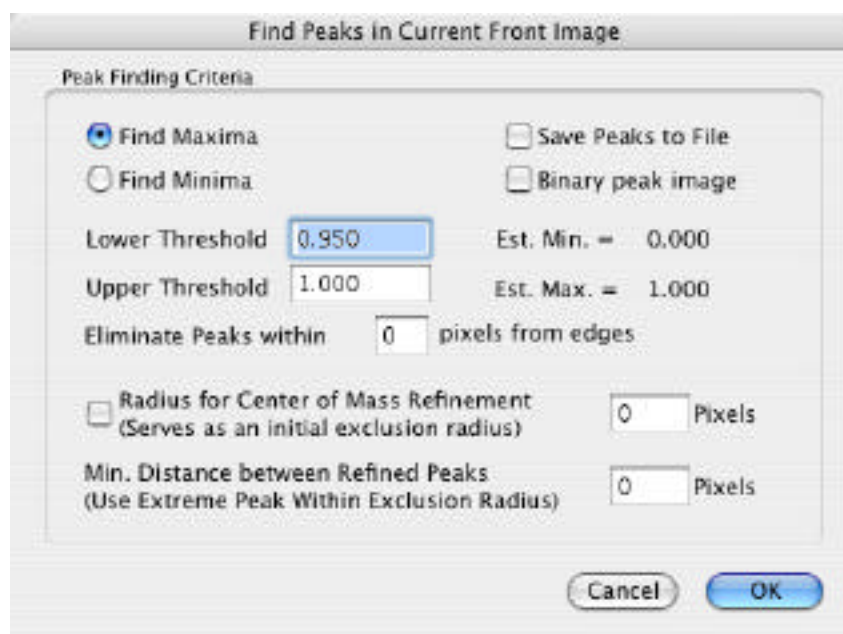 Find Peaks in Current Front Image
Peak Finding Criteria
Find Maxima
Save Peaks to File
Find Minima
Binary peak image
Lower Threshold 0.950 Est. Min. = 0.000
Upper Threshold 1.000 Est. Max. = 1.000
Eliminate Peaks within 0 pixels from edges
Radius for Center of Mass Refinement
(Serves as an initial exclusion radius)
0 Pixels
Min. Distance between Refined Peaks
(Use Extreme Peak Within Exclusion Radius)
0 Pixels
Cancel OK